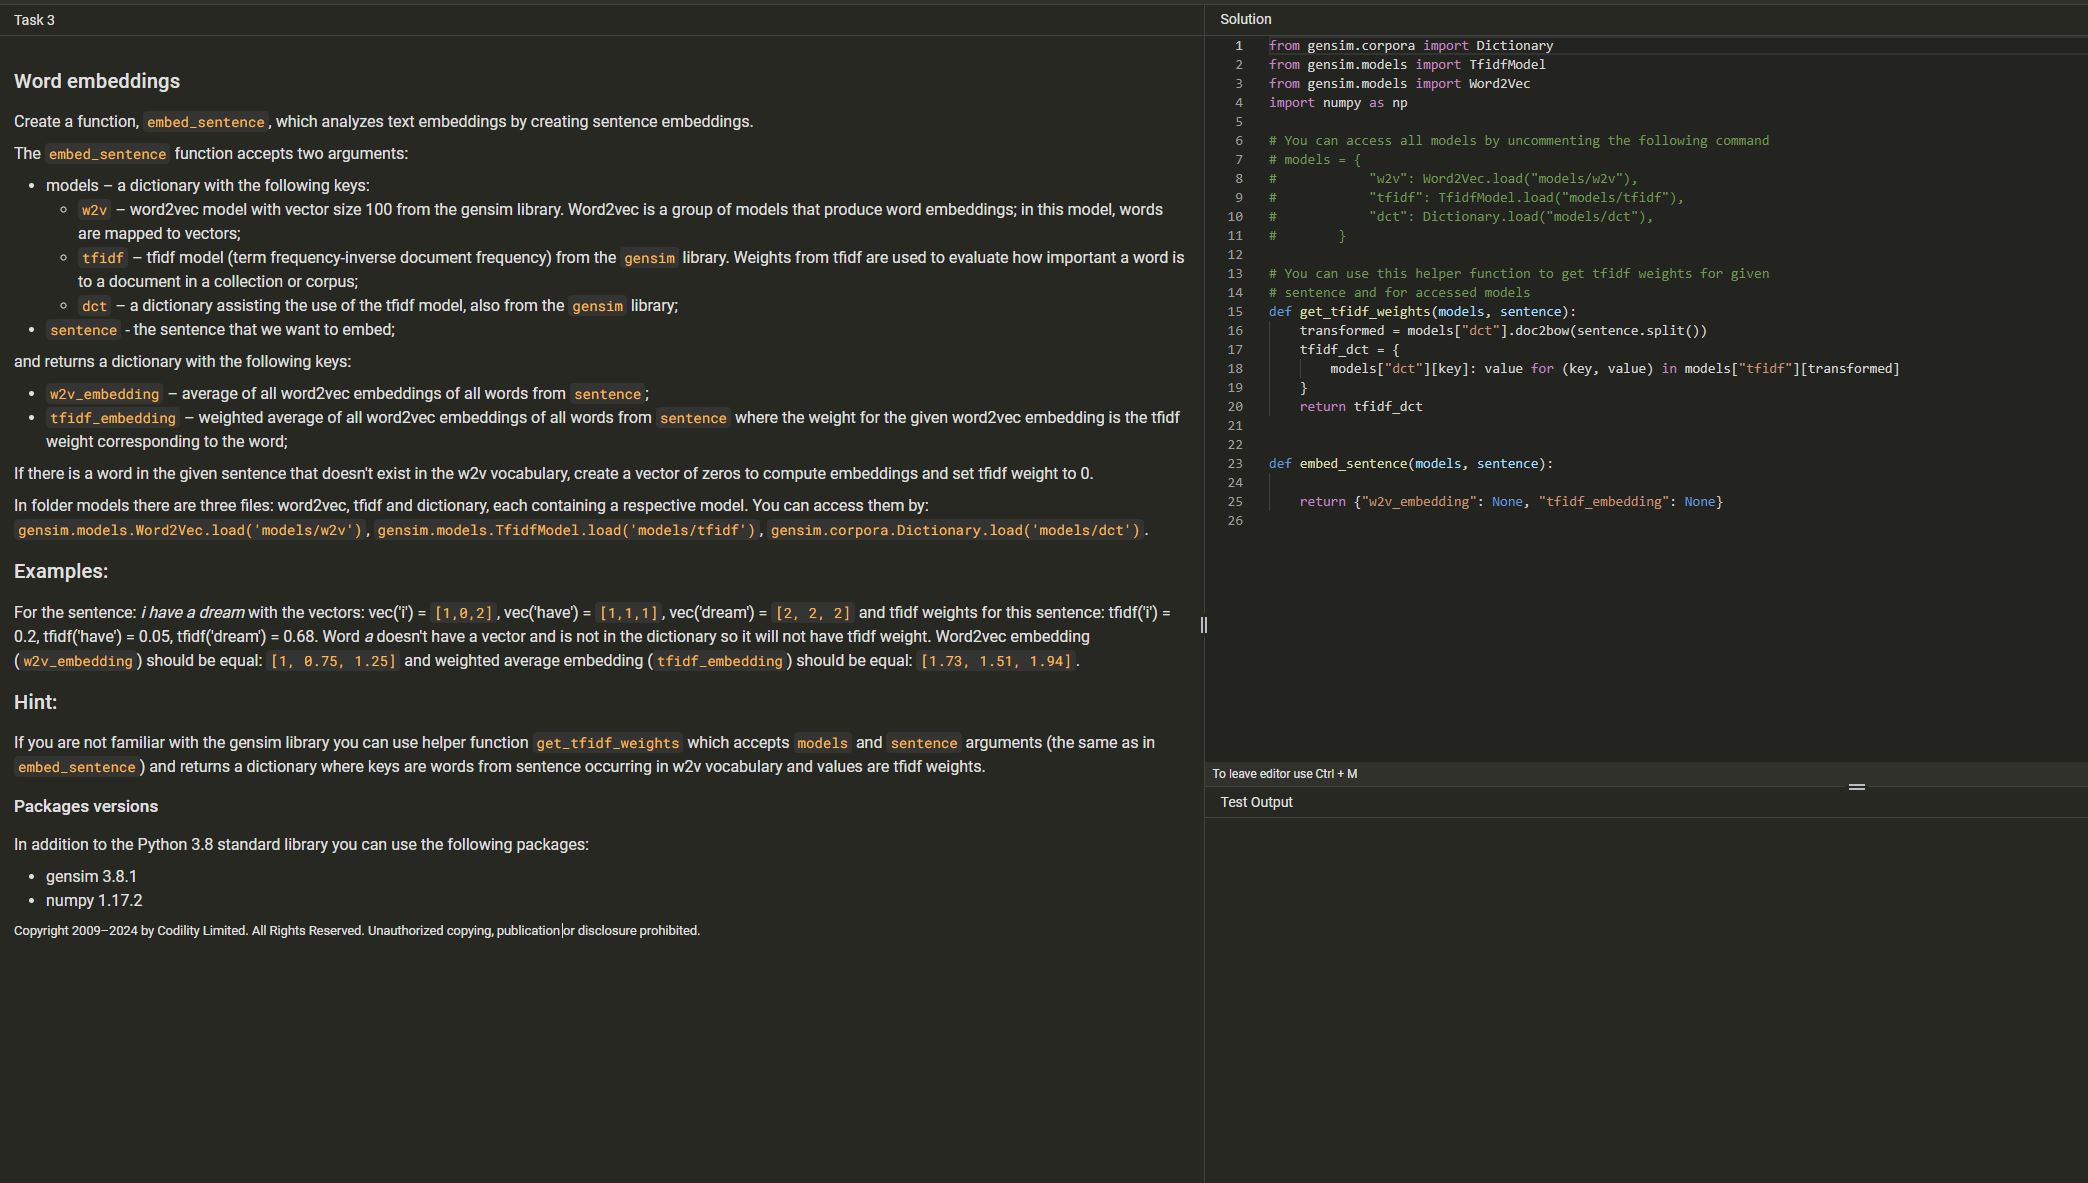 Task 3
Word embeddings
Create a function, embed_sentence, which analyzes text embeddings by creating sentence embeddings.
The embed_sentence function accepts two arguments:
• models – a dictionary with the following keys:
◦ w2v – word2vec model with vector size 100 from the gensim library. Word2vec is a group of models that produce word embeddings; in this model, words
are mapped to vectors;
◦ tfidf – tfidf model (term frequency-inverse document frequency) from the gensim library. Weights from tfidf are used to evaluate how important a word is
to a document in a collection or corpus;
◦ dct – a dictionary assisting the use of the tfidf model, also from the gensim library;
• sentence - the sentence that we want to embed;
and returns a dictionary with the following keys:
• w2v_embedding – average of all word2vec embeddings of all words from sentence;
• tfidf_embedding – weighted average of all word2vec embeddings of all words from sentence where the weight for the given word2vec embedding is the tfidf
weight corresponding to the word;
If there is a word in the given sentence that doesn't exist in the w2v vocabulary, create a vector of zeros to compute embeddings and set tfidf weight to 0.
In folder models there are three files: word2vec, tfidf and dictionary, each containing a respective model. You can access them by:
gensim.models.Word2Vec.load('models/w2v'), gensim.models.TfidfModel.load('models/tfidf'), gensim.corpora.Dictionary.load('models/dct').
Examples:
For the sentence: i have a dream with the vectors: vec('i') = [1,0,2], vec('have') = [1,1,1], vec('dream') = [2, 2, 2] and tfidf weights for this sentence: tfidf('i') =
0.2, tfidf('have') = 0.05, tfidf('dream') = 0.68. Word a doesn't have a vector and is not in the dictionary so it will not have tfidf weight. Word2vec embedding
(w2v_embedding) should be equal: [1, 0.75, 1.25] and weighted average embedding (tfidf_embedding) should be equal: [1.73, 1.51, 1.94].
Hint:
If you are not familiar with the gensim library you can use helper function get_tfidf_weights which accepts models and sentence arguments (the same as in
embed_sentence) and returns a dictionary where keys are words from sentence occurring in w2v vocabulary and values are tfidf weights.
Packages versions
In addition to the Python 3.8 standard library you can use the following packages:
• gensim 3.8.1
• numpy 1.17.2
Copyright 2009–2024 by Codility Limited. All Rights Reserved. Unauthorized copying, publication or disclosure prohibited.
Solution
1 from gensim.corpora import Dictionary
2 from gensim.models import TfidfModel
3 from gensim.models import Word2Vec
4 import numpy as np
5
6 # You can access all models by uncommenting the following command
7 # models = {
8 #            "w2v": Word2Vec.load("models/w2v"),
9 #            "tfidf": TfidfModel.load("models/tfidf"),
10 #            "dct": Dictionary.load("models/dct"),
11 #        }
12
13 # You can use this helper function to get tfidf weights for given
14 # sentence and for accessed models
15 def get_tfidf_weights(models, sentence):
16     transformed = models["dct"].doc2bow(sentence.split())
17     tfidf_dct = {
18         models["dct"][key]: value for (key, value) in models["tfidf"][transformed]
19     }
20     return tfidf_dct
21
22
23 def embed_sentence(models, sentence):
24
25     return {"w2v_embedding": None, "tfidf_embedding": None}
26
To leave editor use Ctrl + M
Test Output